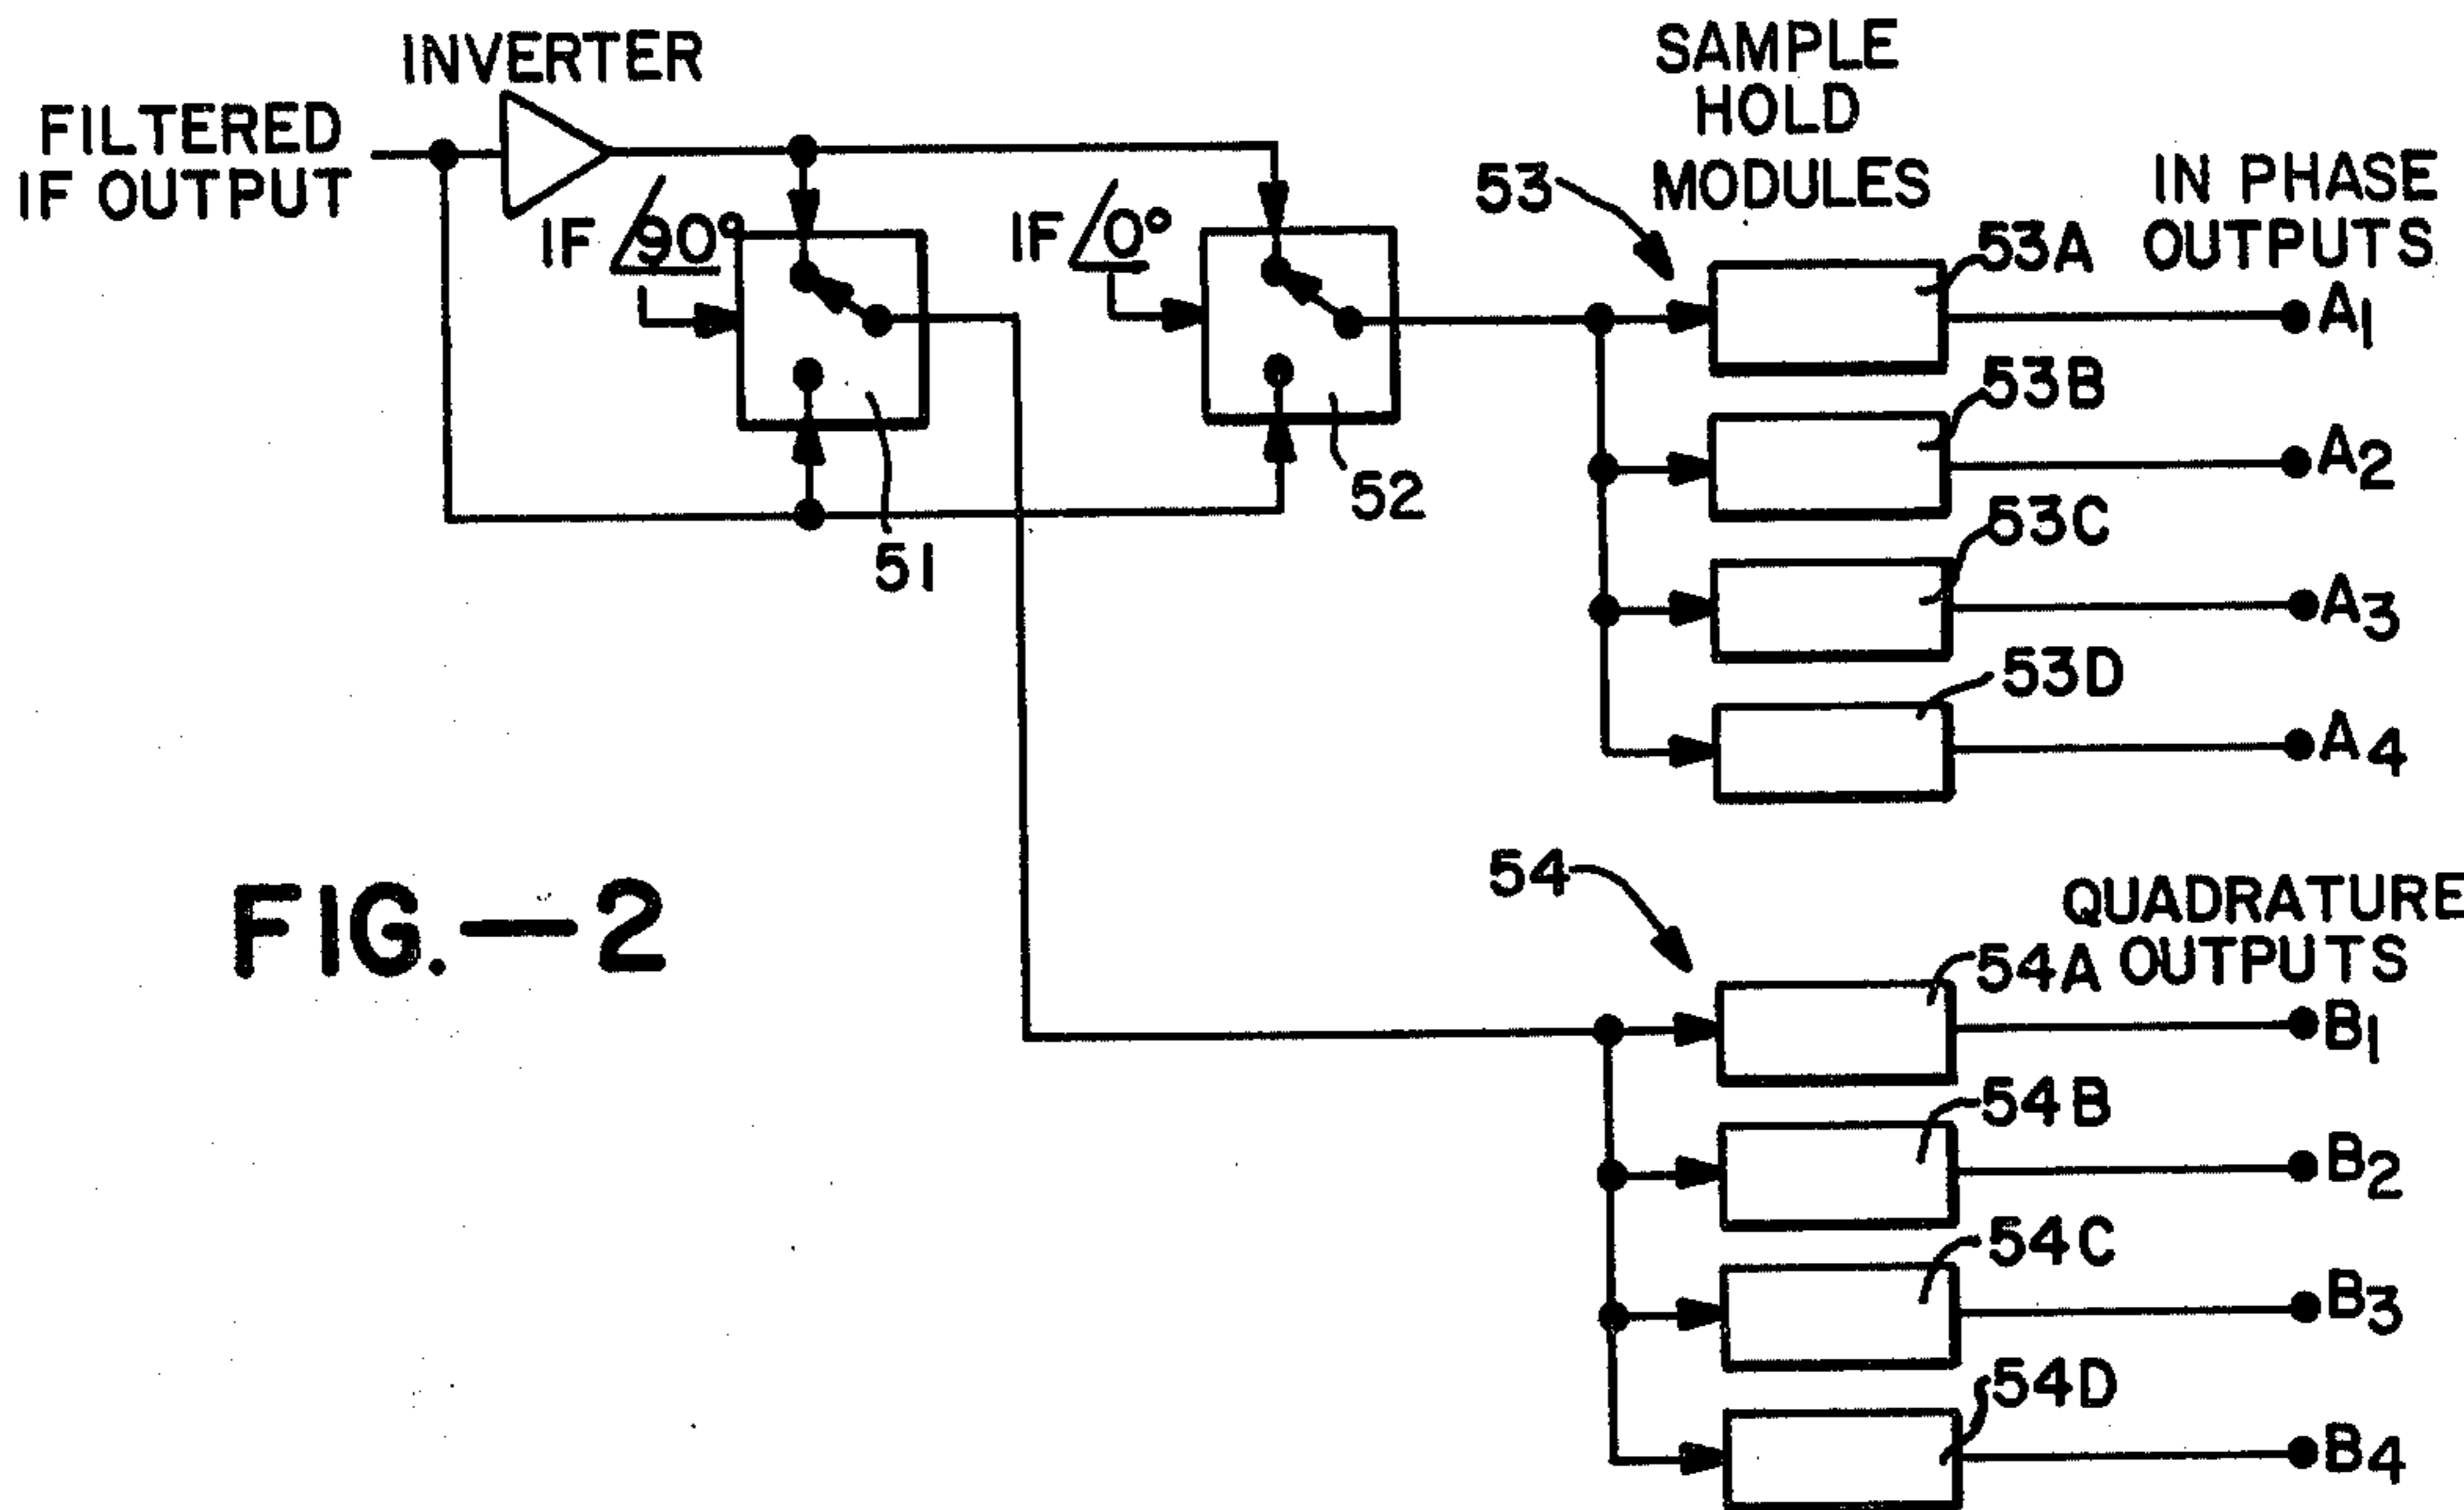 INVERTER
FILTERED
IF OUTPUT
IF /90°
IF /0°
SAMPLE
HOLD
MODULES
53
IN PHASE
OUTPUTS
53A
A1
53B
A2
53C
A3
53D
A4
51
52
FIG.—2
54
QUADRATURE
OUTPUTS
54A
B1
54B
B2
54C
B3
54D
B4